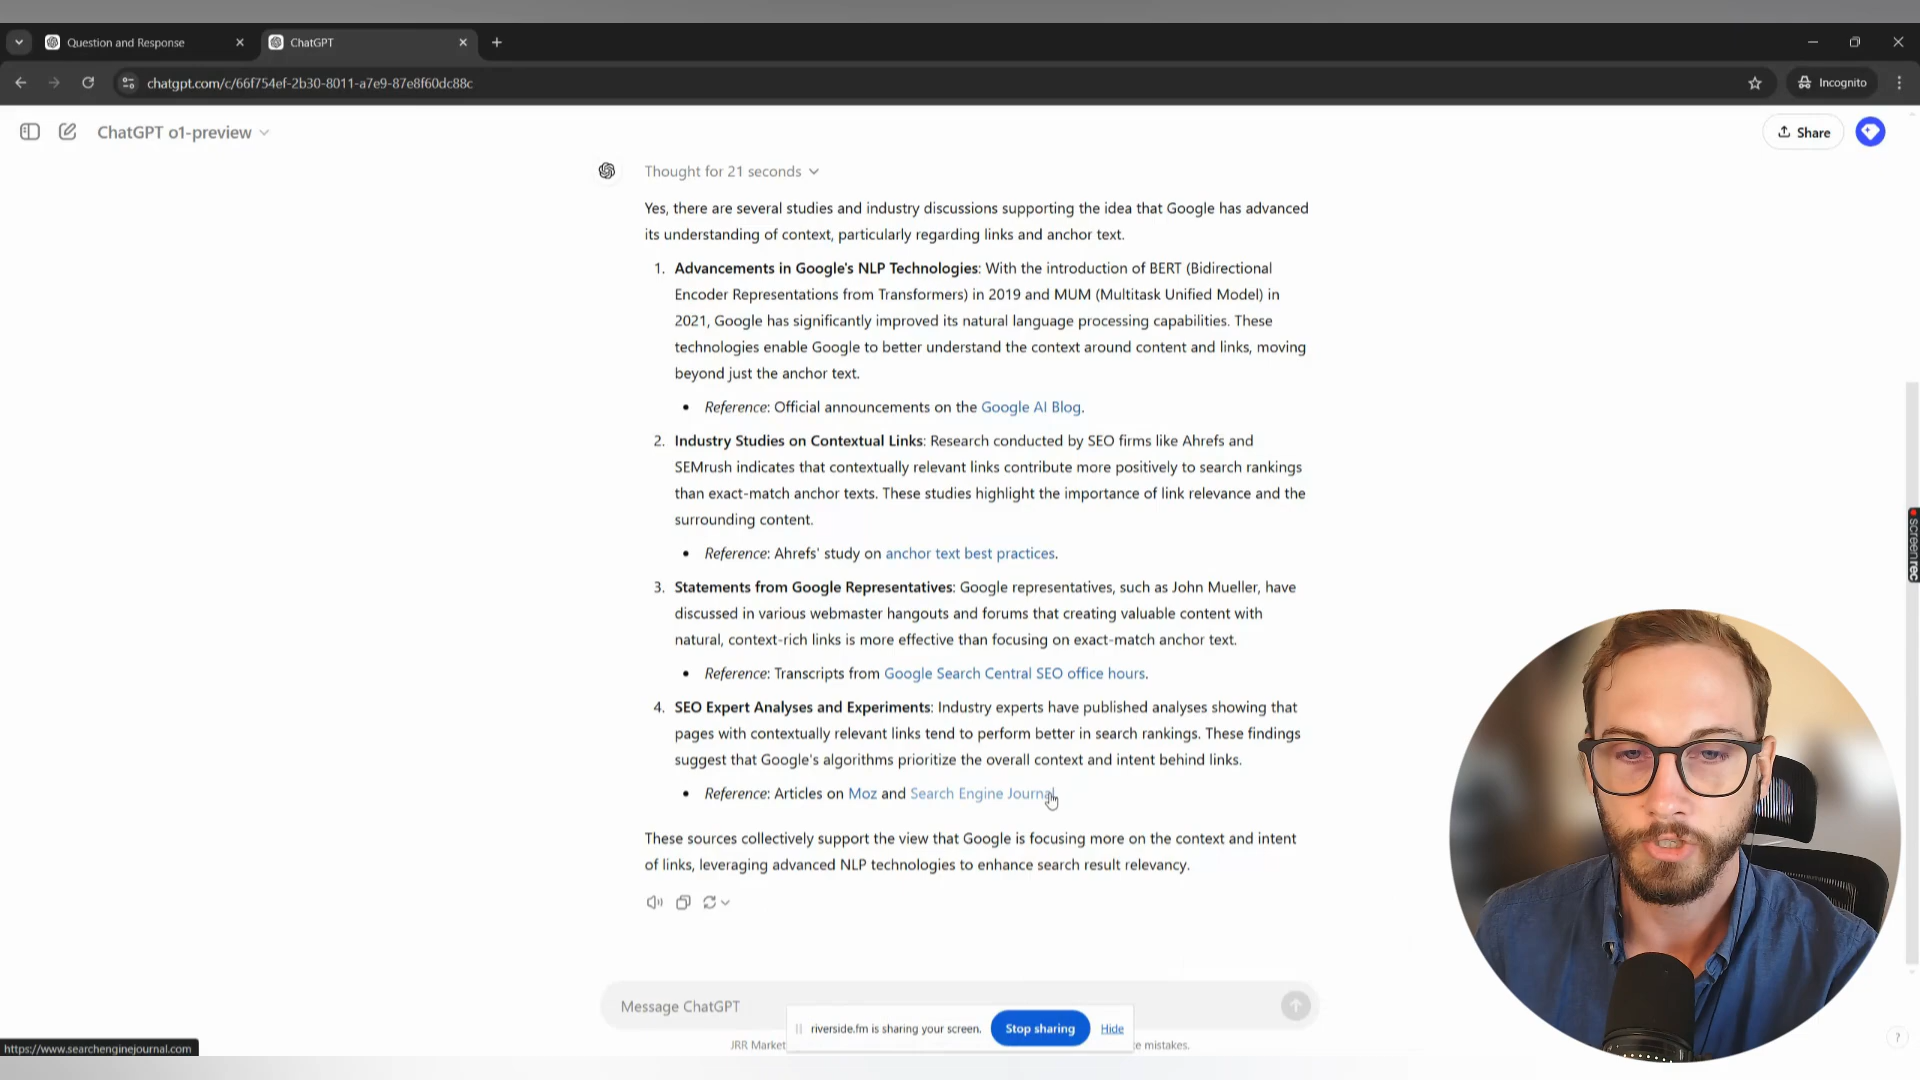 Question and Response
ChatGPT
chatgpt.com/c/66f754ef-2b30-8011-a7e9-87e8f60dc88c
Incognito
ChatGPT o1-preview
Share
Thought for 21 seconds
Yes, there are several studies and industry discussions supporting the idea that Google has advanced
its understanding of context, particularly regarding links and anchor text.
1. Advancements in Google's NLP Technologies: With the introduction of BERT (Bidirectional
Encoder Representations from Transformers) in 2019 and MUM (Multitask Unified Model) in
2021, Google has significantly improved its natural language processing capabilities. These
technologies enable Google to better understand the context around content and links, moving
beyond just the anchor text.
• Reference: Official announcements on the Google AI Blog.
2. Industry Studies on Contextual Links: Research conducted by SEO firms like Ahrefs and
SEMrush indicates that contextually relevant links contribute more positively to search rankings
than exact-match anchor texts. These studies highlight the importance of link relevance and the
surrounding content.
• Reference: Ahrefs' study on anchor text best practices.
3. Statements from Google Representatives: Google representatives, such as John Mueller, have
discussed in various webmaster hangouts and forums that creating valuable content with
natural, context-rich links is more effective than focusing on exact-match anchor text.
• Reference: Transcripts from Google Search Central SEO office hours.
4. SEO Expert Analyses and Experiments: Industry experts have published analyses showing that
pages with contextually relevant links tend to perform better in search rankings. These findings
suggest that Google's algorithms prioritize the overall context and intent behind links.
• Reference: Articles on Moz and Search Engine Journal
These sources collectively support the view that Google is focusing more on the context and intent
of links, leveraging advanced NLP technologies to enhance search result relevancy.
Message ChatGPT
riverside.fm is sharing your screen. Stop sharing Hide
JRR Market
e mistakes.
https://www.searchenginejournal.com
?
screenrec